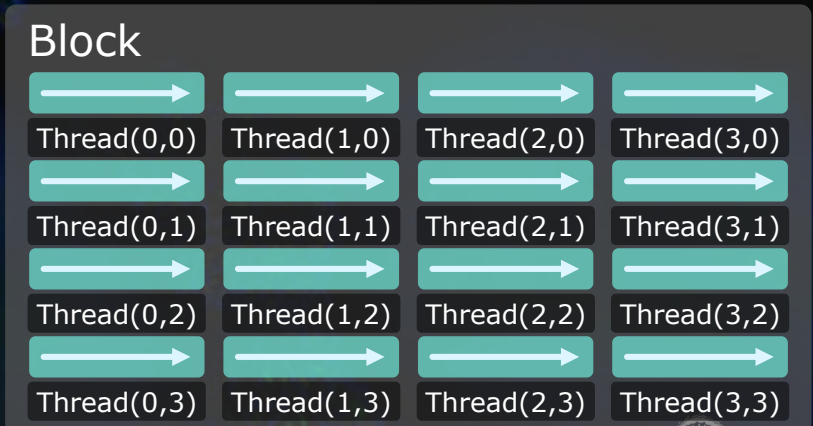 Block
Thread(0,0) Thread(1,0) Thread(2,0) Thread(3,0)
Thread(0,1) Thread(1,1) Thread(2,1) Thread(3,1)
Thread(0,2) Thread(1,2) Thread(2,2) Thread(3,2)
Thread(0,3) Thread(1,3) Thread(2,3) Thread(3,3)